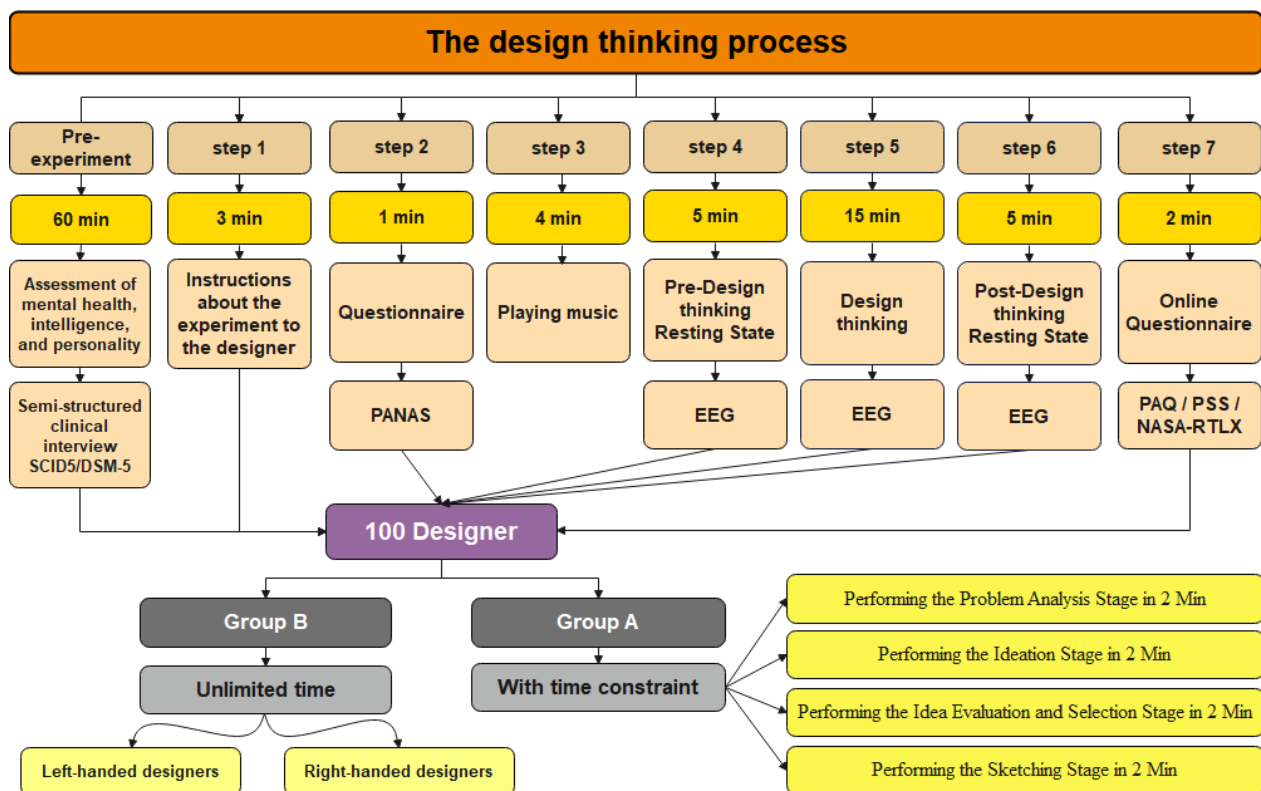 The design thinking process
Pre-
experiment
step 1
step 2
step 3
step 4
step 5
step 6
step 7
60 min
3 min
1 min
4 min
5 min
15 min
5 min
2 min
Assessment of
mental health,
intelligence,
and personality
Instructions
about the
experiment to
the designer
Questionnaire
Playing music
Pre-Design
thinking
Resting State
Design
thinking
Post-Design
thinking
Resting State
Online
Questionnaire
Semi-structured
clinical
interview
SCID5/DSM-5
PANAS
EEG
EEG
EEG
PAQ / PSS /
NASA-RTLX
100 Designer
Group B
Group A
Unlimited time
With time constraint
Left-handed designers
Right-handed designers
Performing the Problem Analysis Stage in 2 Min
Performing the Ideation Stage in 2 Min
Performing the Idea Evaluation and Selection Stage in 2 Min
Performing the Sketching Stage in 2 Min